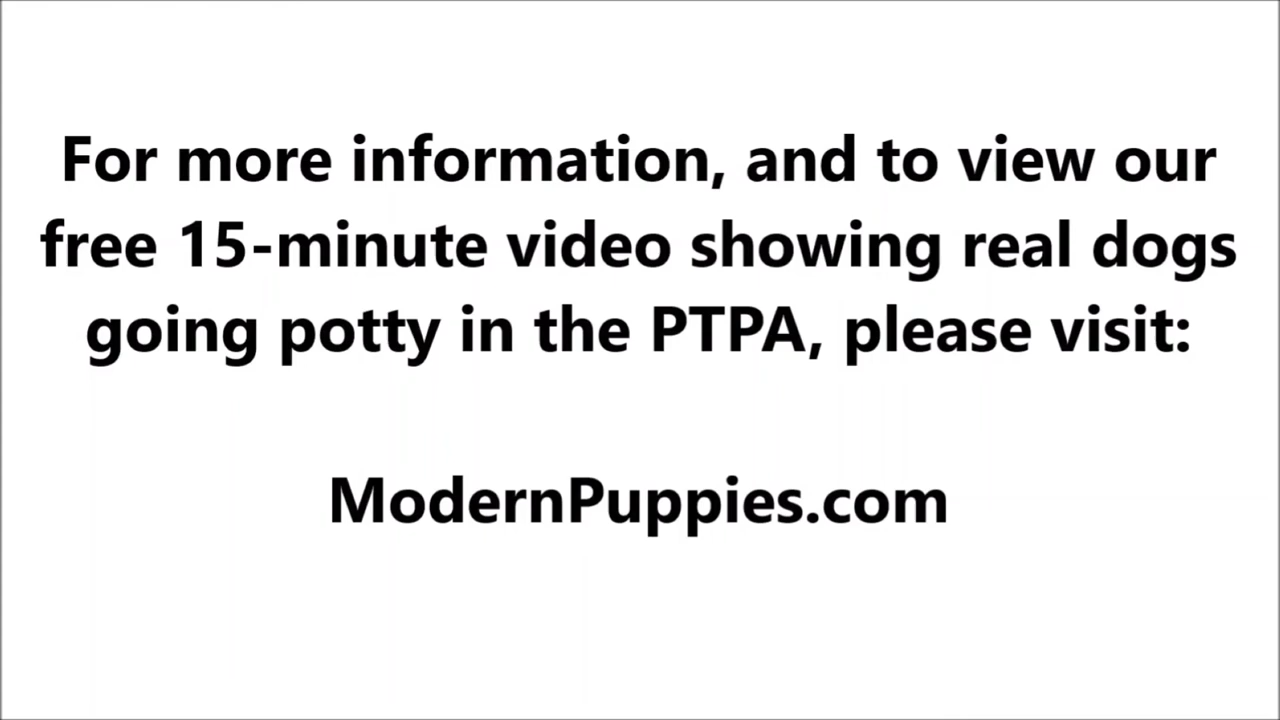 For more information, and to view our
free 15-minute video showing real dogs
going potty in the PTPA, please visit:
ModernPuppies.com